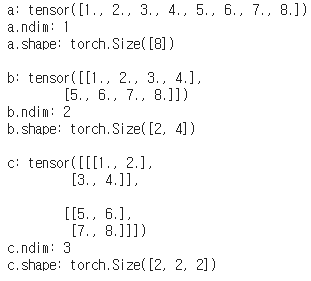 a: tensor([1., 2., 3., 4., 5., 6., 7., 8.])
a.ndim: 1
a.shape: torch.Size([8])

b: tensor([[1., 2., 3., 4.],
        [5., 6., 7., 8.]])
b.ndim: 2
b.shape: torch.Size([2, 4])

c: tensor([[[1., 2.],
         [3., 4.]],

        [[5., 6.],
         [7., 8.]]])
c.ndim: 3
c.shape: torch.Size([2, 2, 2])